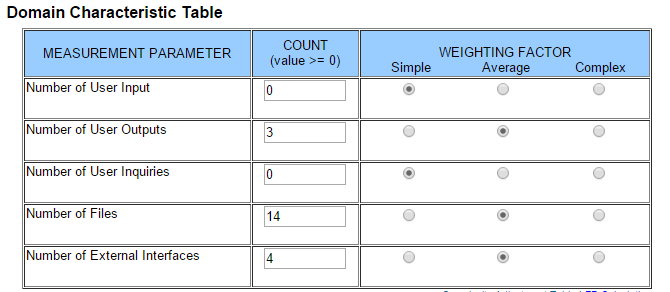 Domain Characteristic Table
MEASUREMENT PARAMETER
COUNT
(value >= 0)
WEIGHTING FACTOR
Simple Average Complex
Number of User Input 0
Number of User Outputs 3
Number of User Inquiries 0
Number of Files 14
Number of External Interfaces 4